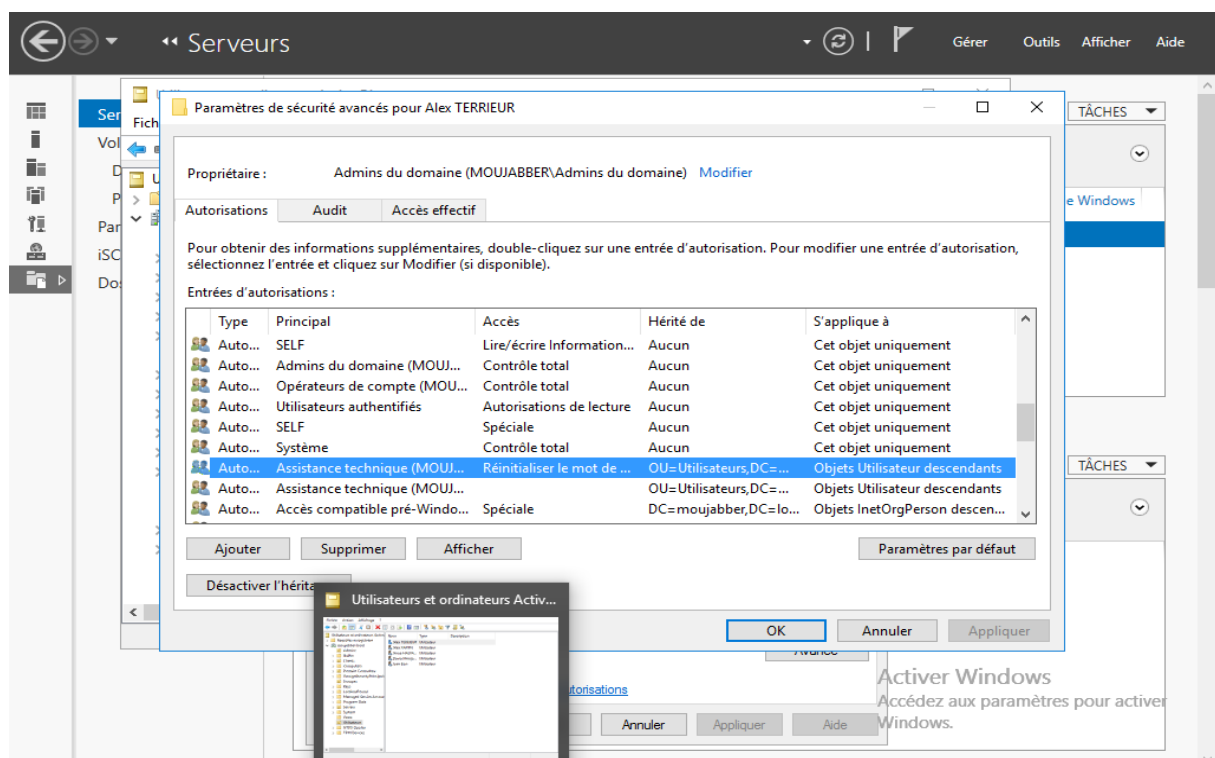 Serveurs
Gérer Outils Afficher Aide
Paramètres de sécurité avancés pour Alex TERRIEUR
TÂCHES
Ser
Fich
Vol
Propriétaire : Admins du domaine (MOUJABBER\Admins du domaine) Modifier
D
U
P
e Windows
Autorisations Audit Accès effectif
Par
Pour obtenir des informations supplémentaires, double-cliquez sur une entrée d'autorisation. Pour modifier une entrée d'autorisation,
iSC
sélectionnez l'entrée et cliquez sur Modifier (si disponible).
Do
Entrées d'autorisations :
Type Principal Accès Hérité de S'applique à
Auto... SELF Lire/écrire Information... Aucun Cet objet uniquement
Auto... Admins du domaine (MOUJ... Contrôle total Aucun Cet objet uniquement
Auto... Opérateurs de compte (MOU... Contrôle total Aucun Cet objet uniquement
Auto... Utilisateurs authentifiés Autorisations de lecture Aucun Cet objet uniquement
Auto... SELF Spéciale Aucun Cet objet uniquement
Auto... Système Contrôle total Aucun Cet objet uniquement
Auto... Assistance technique (MOUJ... Réinitialiser le mot de ... OU=Utilisateurs,DC=... Objets Utilisateur descendants
TÂCHES
Auto... Assistance technique (MOUJ... OU=Utilisateurs,DC=... Objets Utilisateur descendants
Auto... Accès compatible pré-Windo... Spéciale DC=moujabber,DC=lo... Objets InetOrgPerson descen...
Ajouter Supprimer Afficher Paramètres par défaut
Désactiver l'hérita
Utilisateurs et ordinateurs Activ...
OK Annuler Appliquer
Avancé
Activer Windows
utorisations
Accédez aux paramètres pour activer
Annuler Appliquer Aide
Windows.